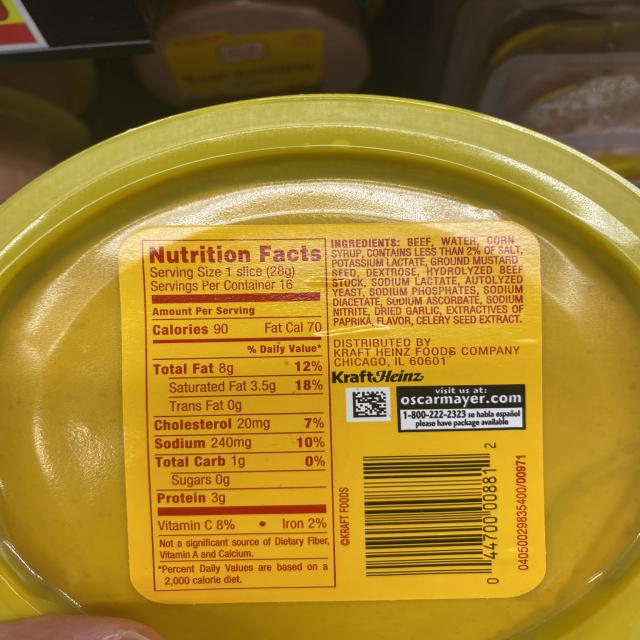 Nutrition Facts
Serving Size 1 slice (28g)
Servings Per Container 16
Amount Per Serving
Calories 90 Fat Cal 70
% Daily Value*
Total Fat 8g 12%
Saturated Fat 3.5g 18%
Trans Fat 0g
Cholesterol 20mg 7%
Sodium 240mg 10%
Total Carb 1g 0%
Sugars 0g
Protein 3g
Vitamin C 8% • Iron 2%
Not a significant source of Dietary Fiber,
Vitamin A and Calcium.
*Percent Daily Values are based on a
2,000 calorie diet.
INGREDIENTS: BEEF, WATER, CORN
SYRUP, CONTAINS LESS THAN 2% OF SALT,
POTASSIUM LACTATE, GROUND MUSTARD
SEED, DEXTROSE, HYDROLYZED BEEF
STOCK, SODIUM LACTATE, AUTOLYZED
YEAST, SODIUM PHOSPHATES, SODIUM
DIACETATE, SODIUM ASCORBATE, SODIUM
NITRITE, DRIED GARLIC, EXTRACTIVES OF
PAPRIKA, FLAVOR, CELERY SEED EXTRACT.
DISTRIBUTED BY
KRAFT HEINZ FOODS COMPANY
CHICAGO, IL 60601
KraftHeinz
visit us at:
oscarmayer.com
1-800-222-2323 se habla español
please have package available
©KRAFT FOODS
0 44700 00881 2
04050029835400/00971